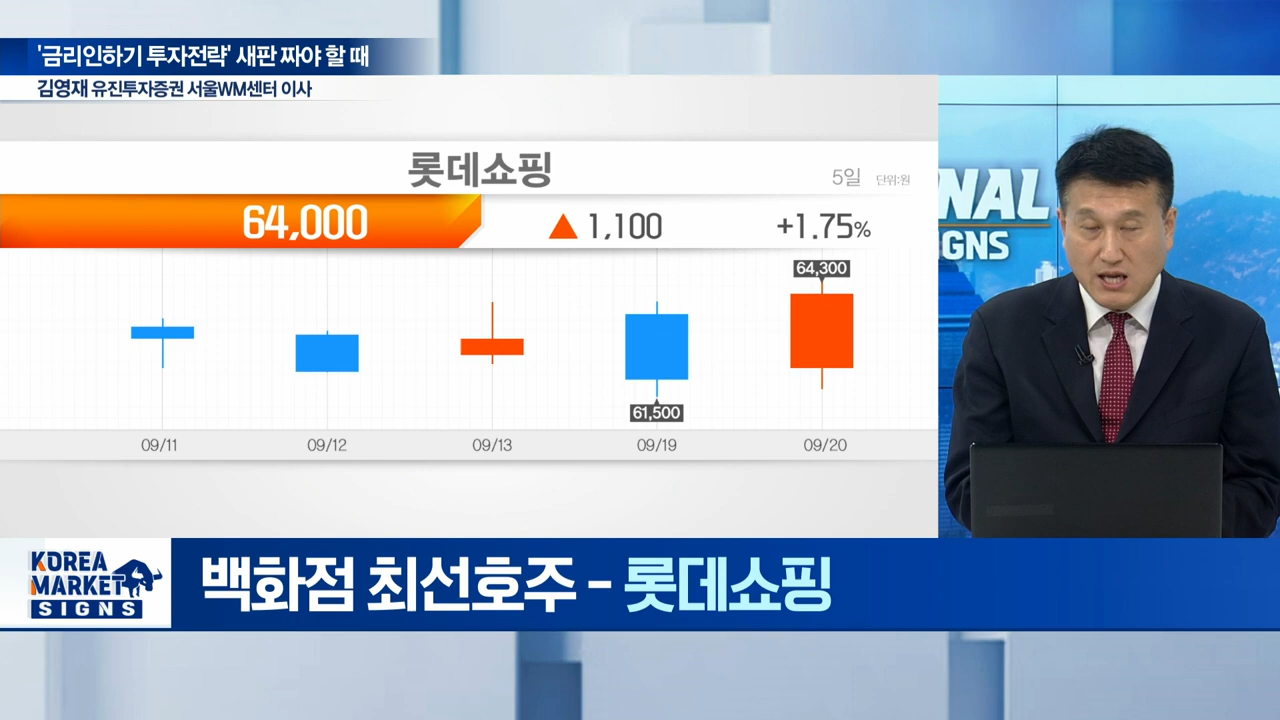 '금리인하기 투자전략' 새판 짜야 할 때
김영재 유진투자증권 서울WM센터 이사
롯데쇼핑
5일 단위:원
64,000 ▲ 1,100 +1.75%
64,300
61,500
09/11 09/12 09/13 09/19 09/20
NAL
IGNS
KOREA
MARKET
SIGNS
백화점 최선호주 - 롯데쇼핑